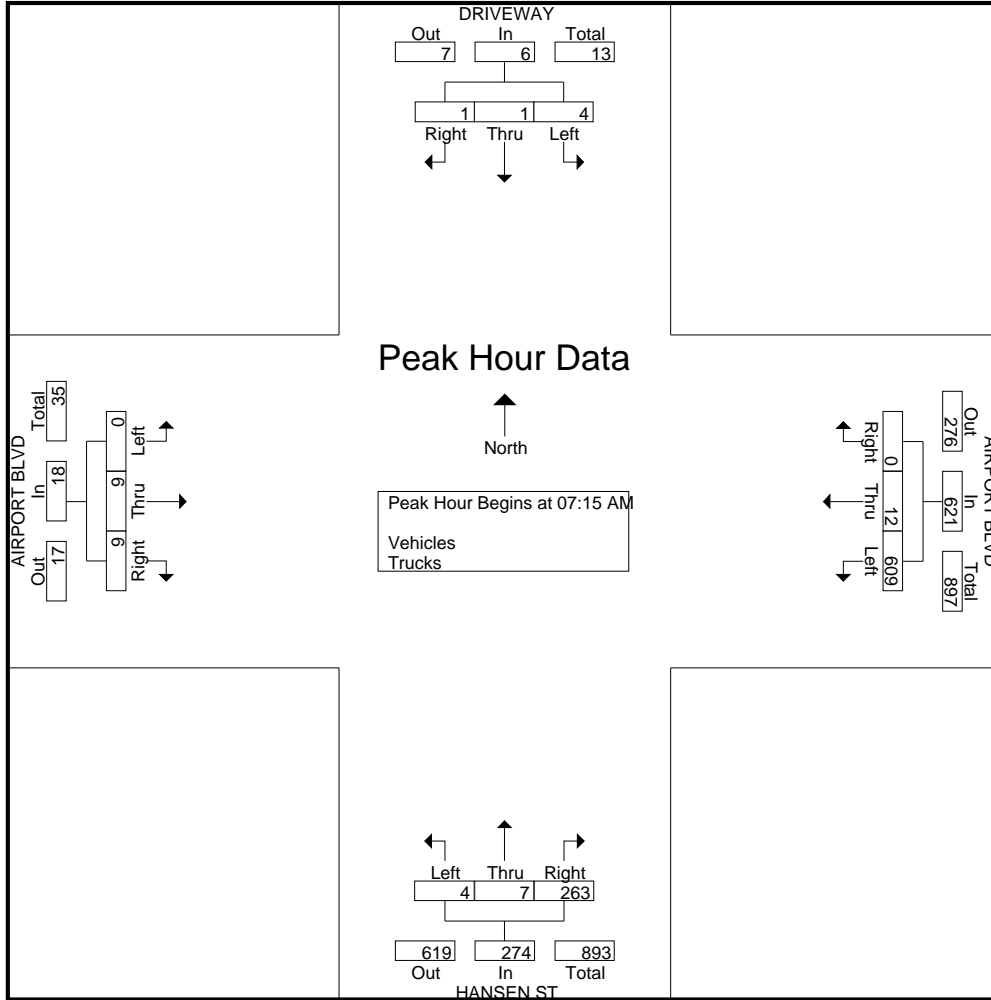 DRIVEWAY
Out In Total
7 6 13
1 1 4
Right Thru Left
Peak Hour Data
North
Peak Hour Begins at 07:15 AM
Vehicles
Trucks
AIRPORT BLVD
Total In Out
35 18 17
0 9 9
Left Thru Right
AIRPORT BLVD
Out In Total
276 621 897
0 12 609
Right Thru Left
Left Thru Right
4 7 263
619 274 893
Out In Total
HANSEN ST